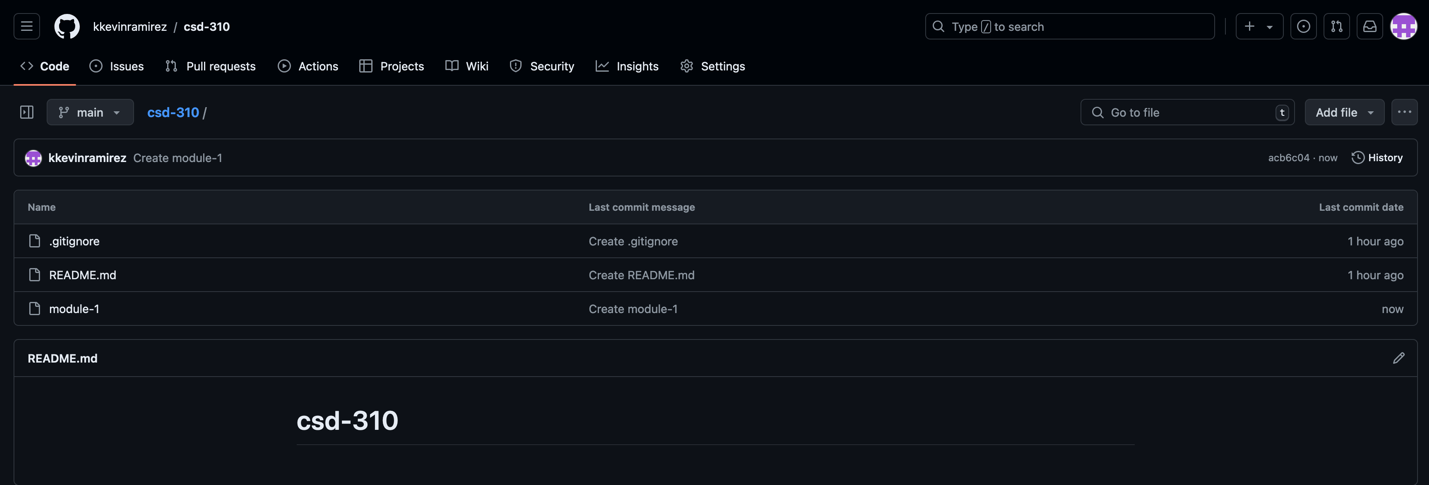 kkevinramirez / csd-310 Type / to search
Code Issues Pull requests Actions Projects Wiki Security Insights Settings
main csd-310 / Go to file t Add file
kkevinramirez Create module-1 acb6c04 · now History
Name Last commit message Last commit date
.gitignore Create .gitignore 1 hour ago
README.md Create README.md 1 hour ago
module-1 Create module-1 now
README.md
csd-310